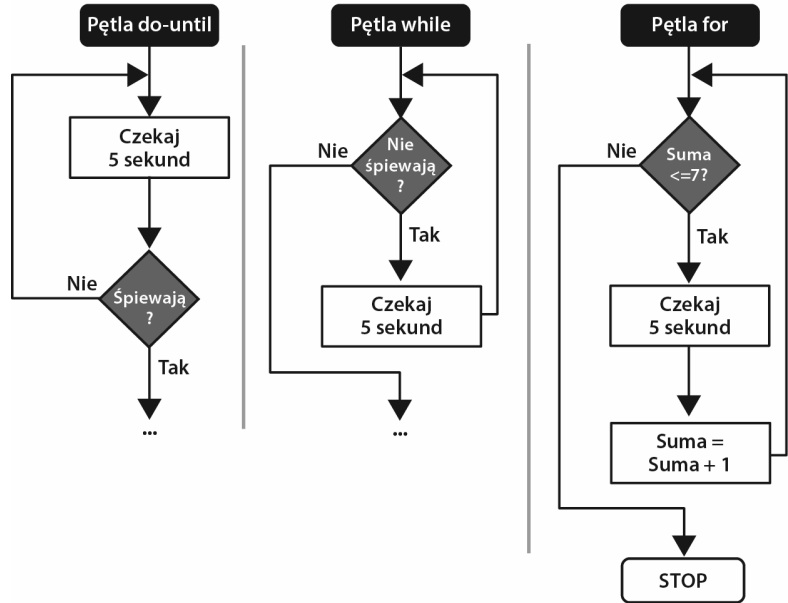 Pętla do-until
Czekaj
5 sekund
Nie
Śpiewają
?
Tak
...
Pętla while
Nie
Nie
śpiewają
?
Tak
Czekaj
5 sekund
...
Pętla for
Nie
Suma
<=7?
Tak
Czekaj
5 sekund
Suma =
Suma + 1
STOP